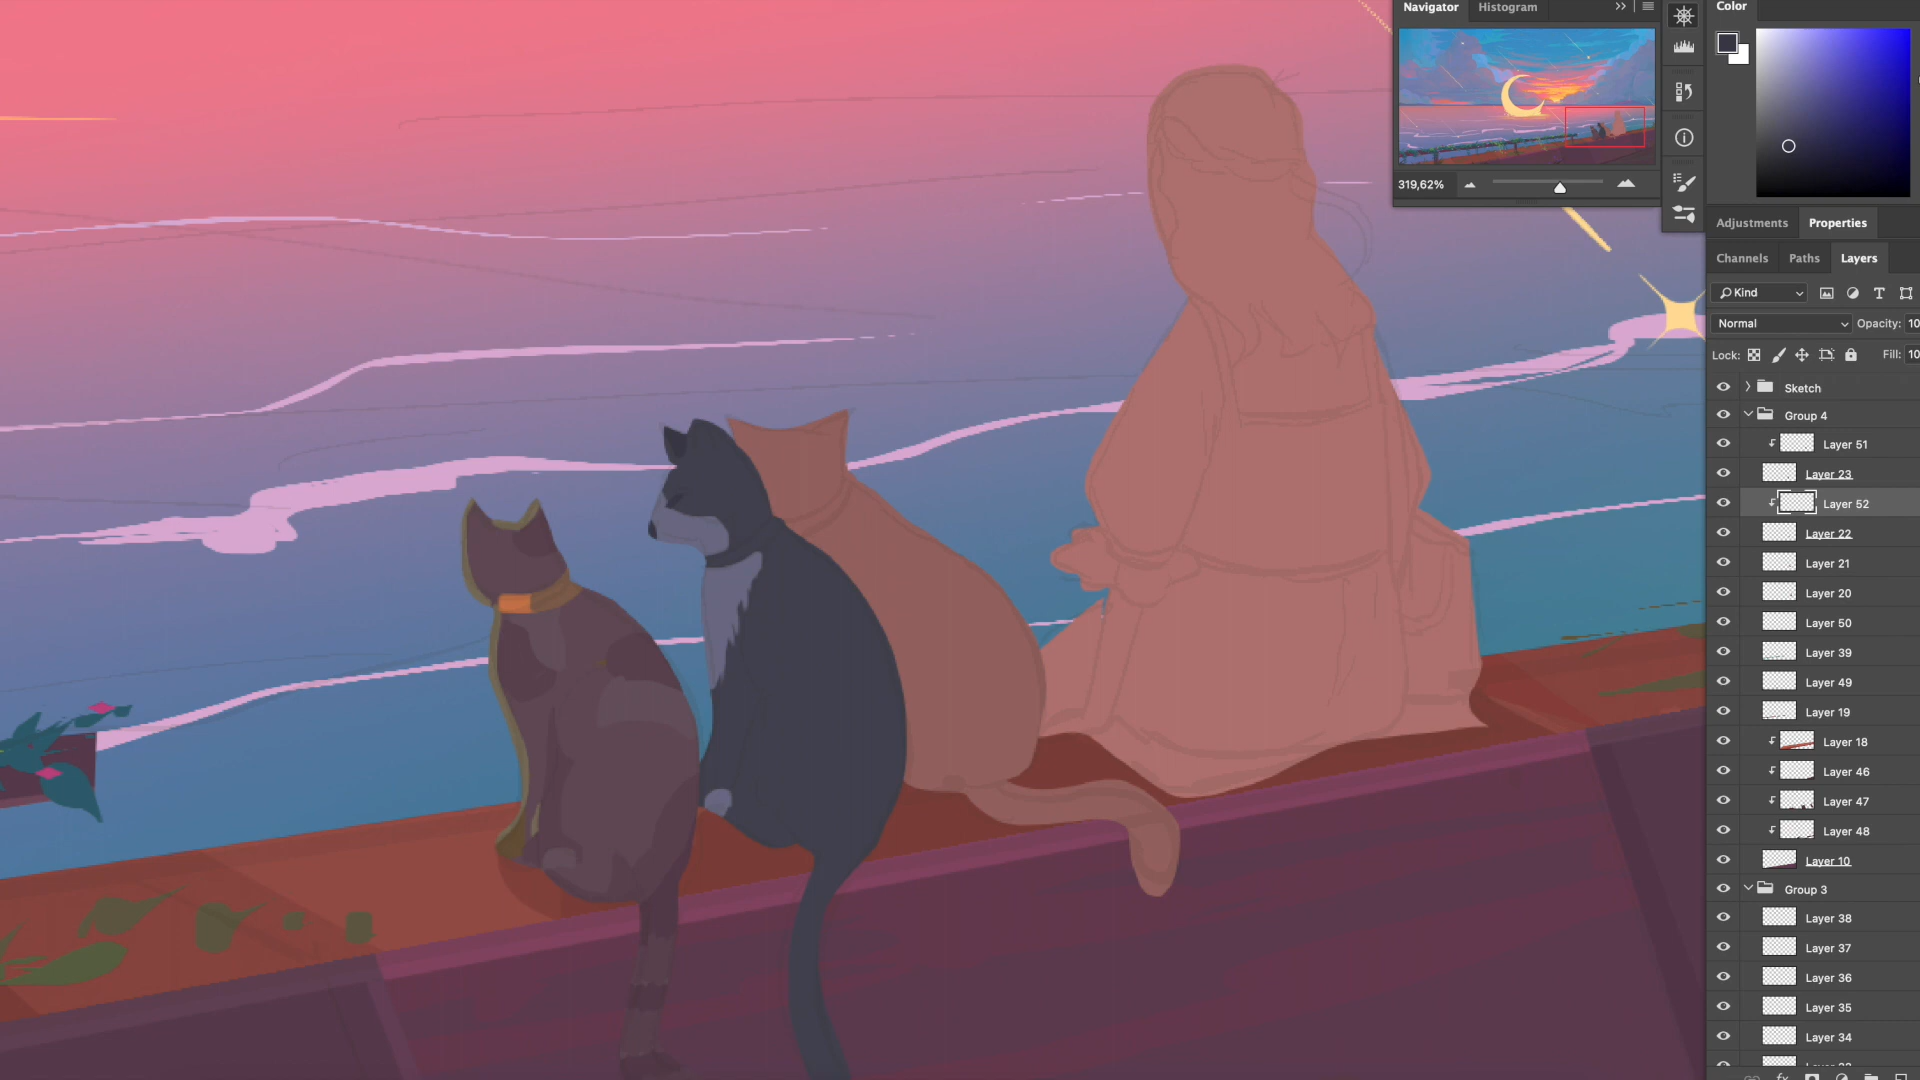 Navigator Histogram
319,62%
Color
Adjustments Properties
Channels Paths Layers
Kind
Normal Opacity: 10
Lock: Fill: 10
Sketch
Group 4
Layer 51
Layer 23
Layer 52
Layer 22
Layer 21
Layer 20
Layer 50
Layer 39
Layer 49
Layer 19
Layer 18
Layer 46
Layer 47
Layer 48
Layer 10
Group 3
Layer 38
Layer 37
Layer 36
Layer 35
Layer 34